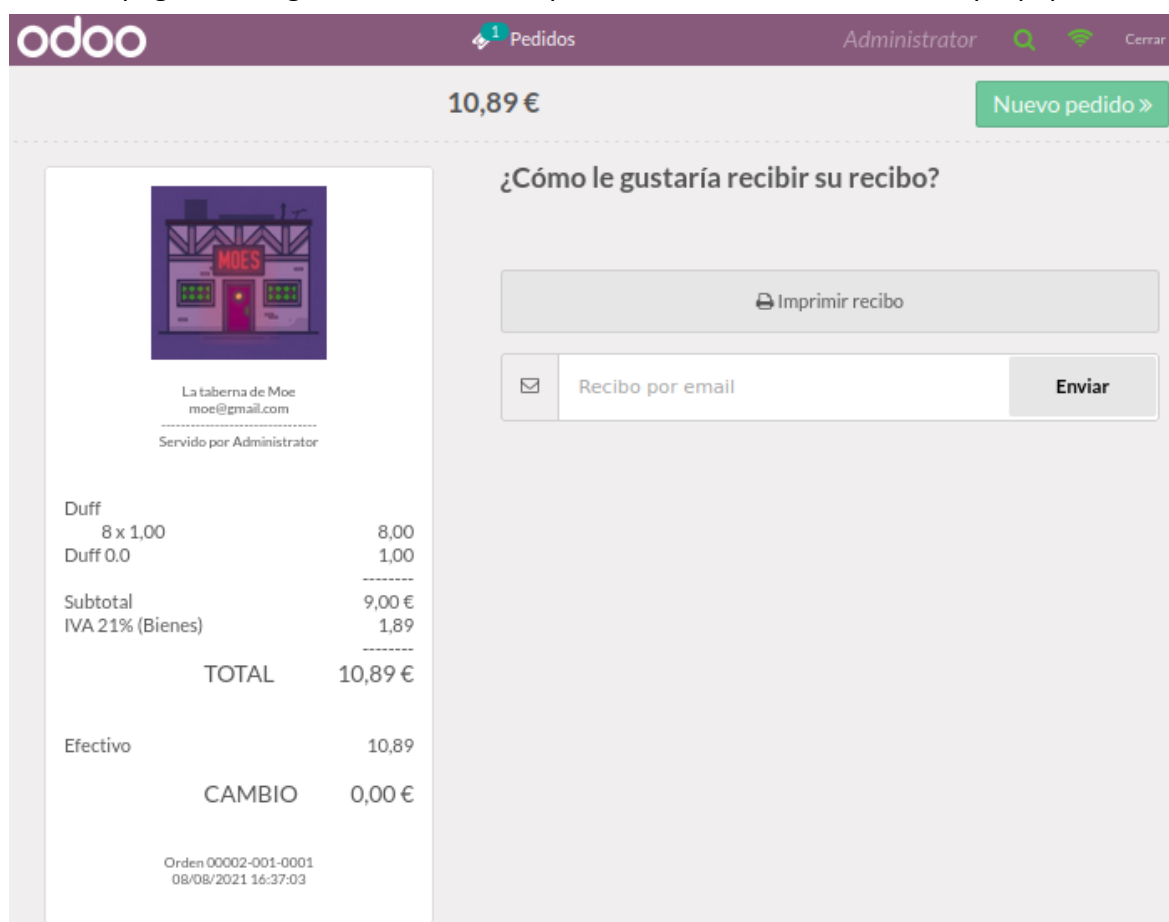 odoo
1 Pedidos
Administrator
Cerrar
10,89 €
Nuevo pedido »
¿Cómo le gustaría recibir su recibo?
Imprimir recibo
Recibo por email
Enviar
MOES
La taberna de Moe
moe@gmail.com
--------------------------------
Servido por Administrator
Duff
8 x 1,00 8,00
Duff 0.0 1,00
--------
Subtotal 9,00 €
IVA 21% (Bienes) 1,89
--------
TOTAL 10,89 €
Efectivo 10,89
CAMBIO 0,00 €
Orden 00002-001-0001
08/08/2021 16:37:03